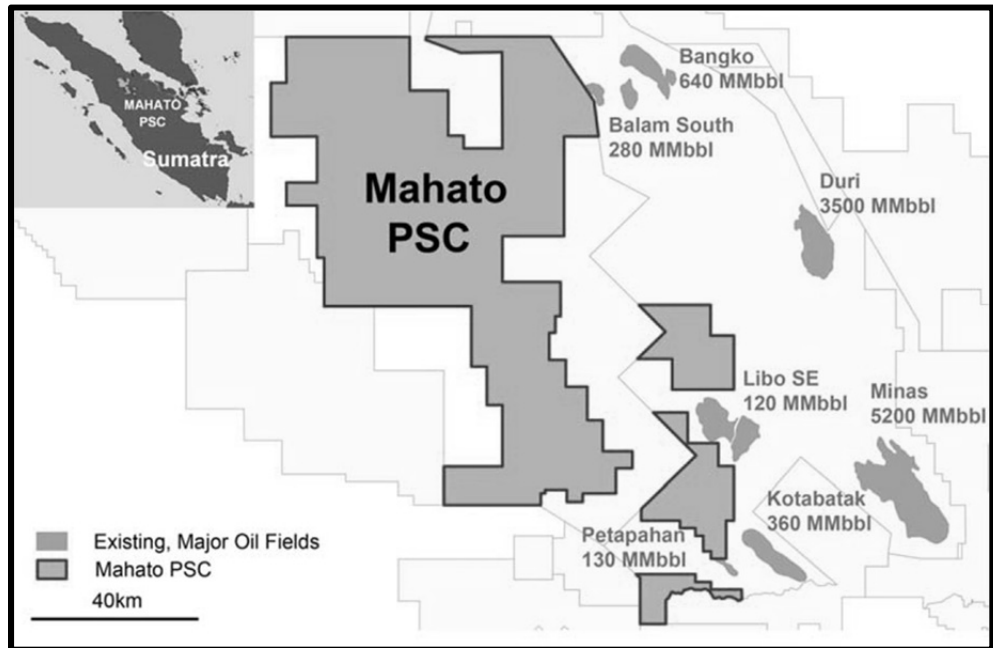 MAHATO
PSC
Sumatra
Mahato
PSC
Bangko
640 MMbbl
Balam South
280 MMbbl
Duri
3500 MMbbl
Libo SE
120 MMbbl
Minas
5200 MMbbl
Kotabatak
360 MMbbl
Petapahan
130 MMbbl
Existing, Major Oil Fields
Mahato PSC
40km